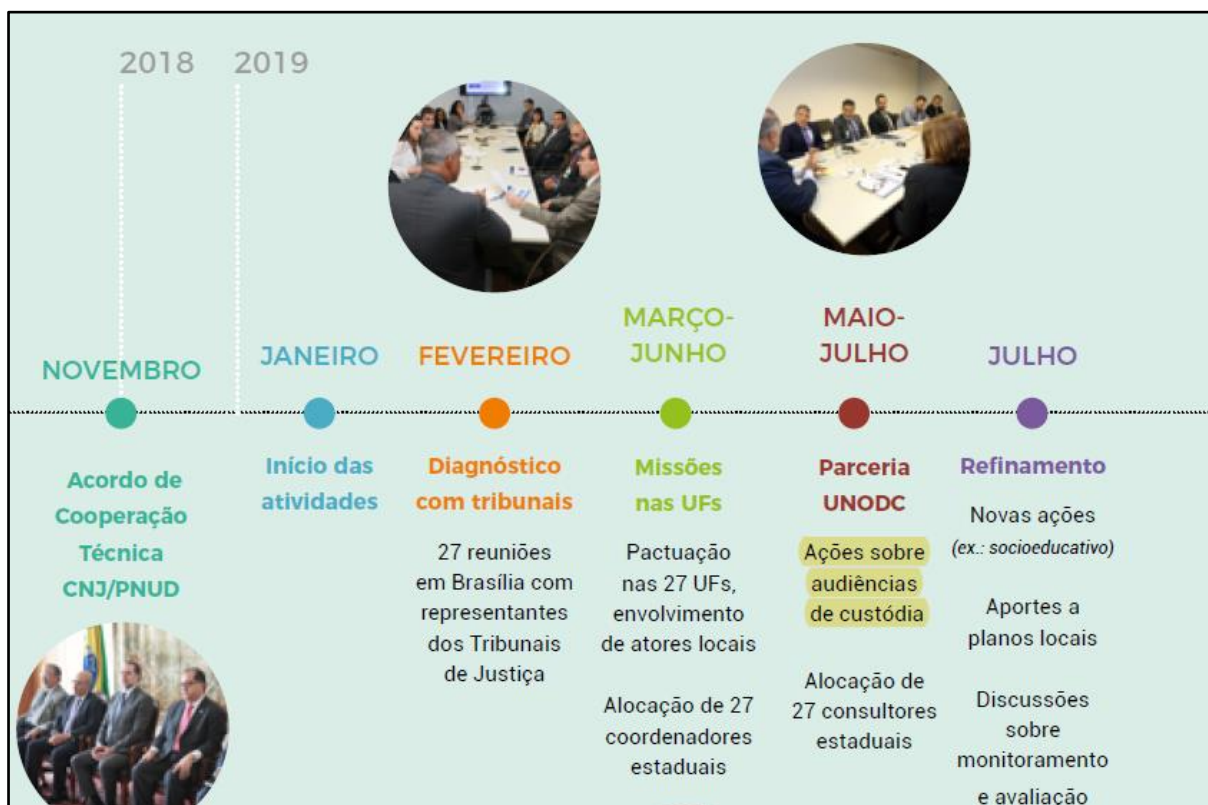 2018
2019
NOVEMBRO
Acordo de
Cooperação
Técnica
CNJ/PNUD
JANEIRO
Início das
atividades
FEVEREIRO
Diagnóstico
com tribunais
27 reuniões
em Brasília com
representantes
dos Tribunais
de Justiça
MARÇO-
JUNHO
Missões
nas UFs
Pactuação
nas 27 UFs,
envolvimento
de atores locais
Alocação de 27
coordenadores
estaduais
MAIO-
JULHO
Parceria
UNODC
Ações sobre
audiências
de custódia
Alocação de
27 consultores
estaduais
JULHO
Refinamento
Novas ações
(ex.: socioeducativo)
Aportes a
planos locais
Discussões
sobre
monitoramento
e avaliação